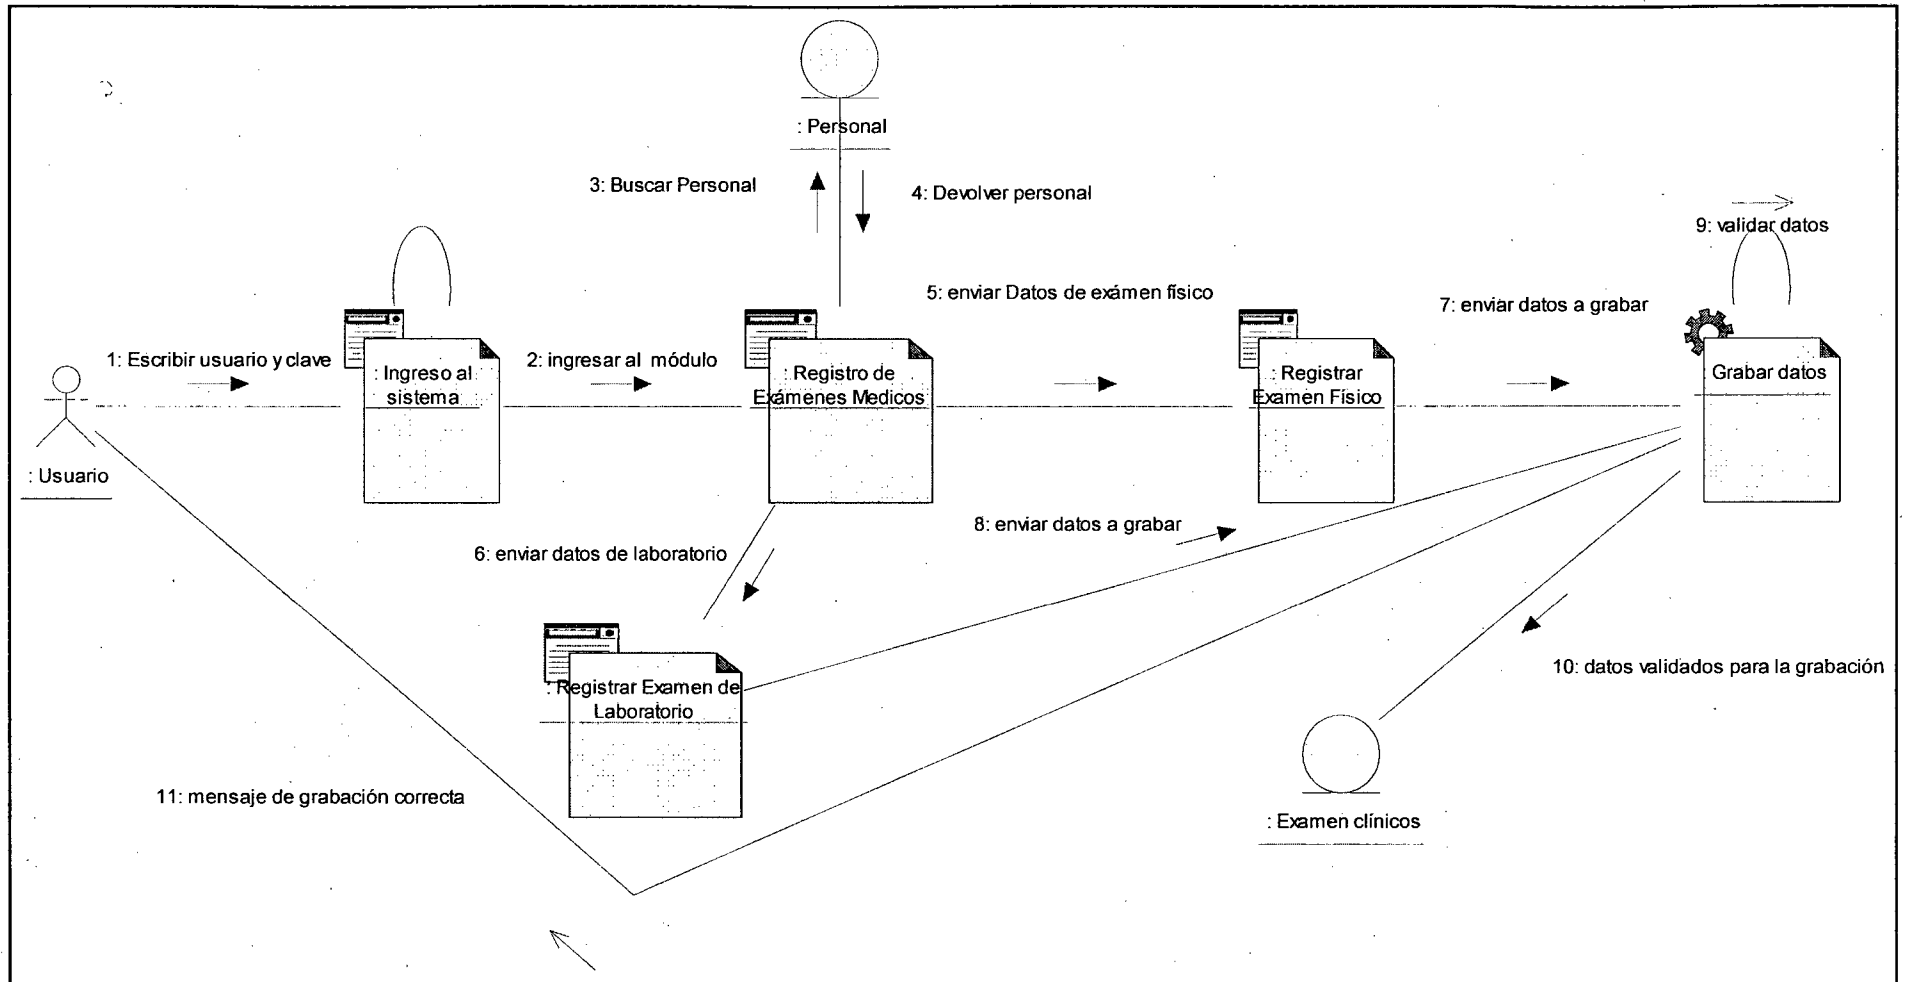 : Personal
3: Buscar Personal
4: Devolver personal
9: validar datos
5: enviar Datos de exámen físico
7: enviar datos a grabar
1: Escribir usuario y clave
: Ingreso al
sistema
2: ingresar al módulo
: Registro de
Exámenes Medicos
: Registrar
Examen Físico
: Grabar datos
: Usuario
8: enviar datos a grabar
6: enviar datos de laboratorio
10: datos validados para la grabación
: Registrar Examen de
Laboratorio
11: mensaje de grabación correcta
: Examen clínicos